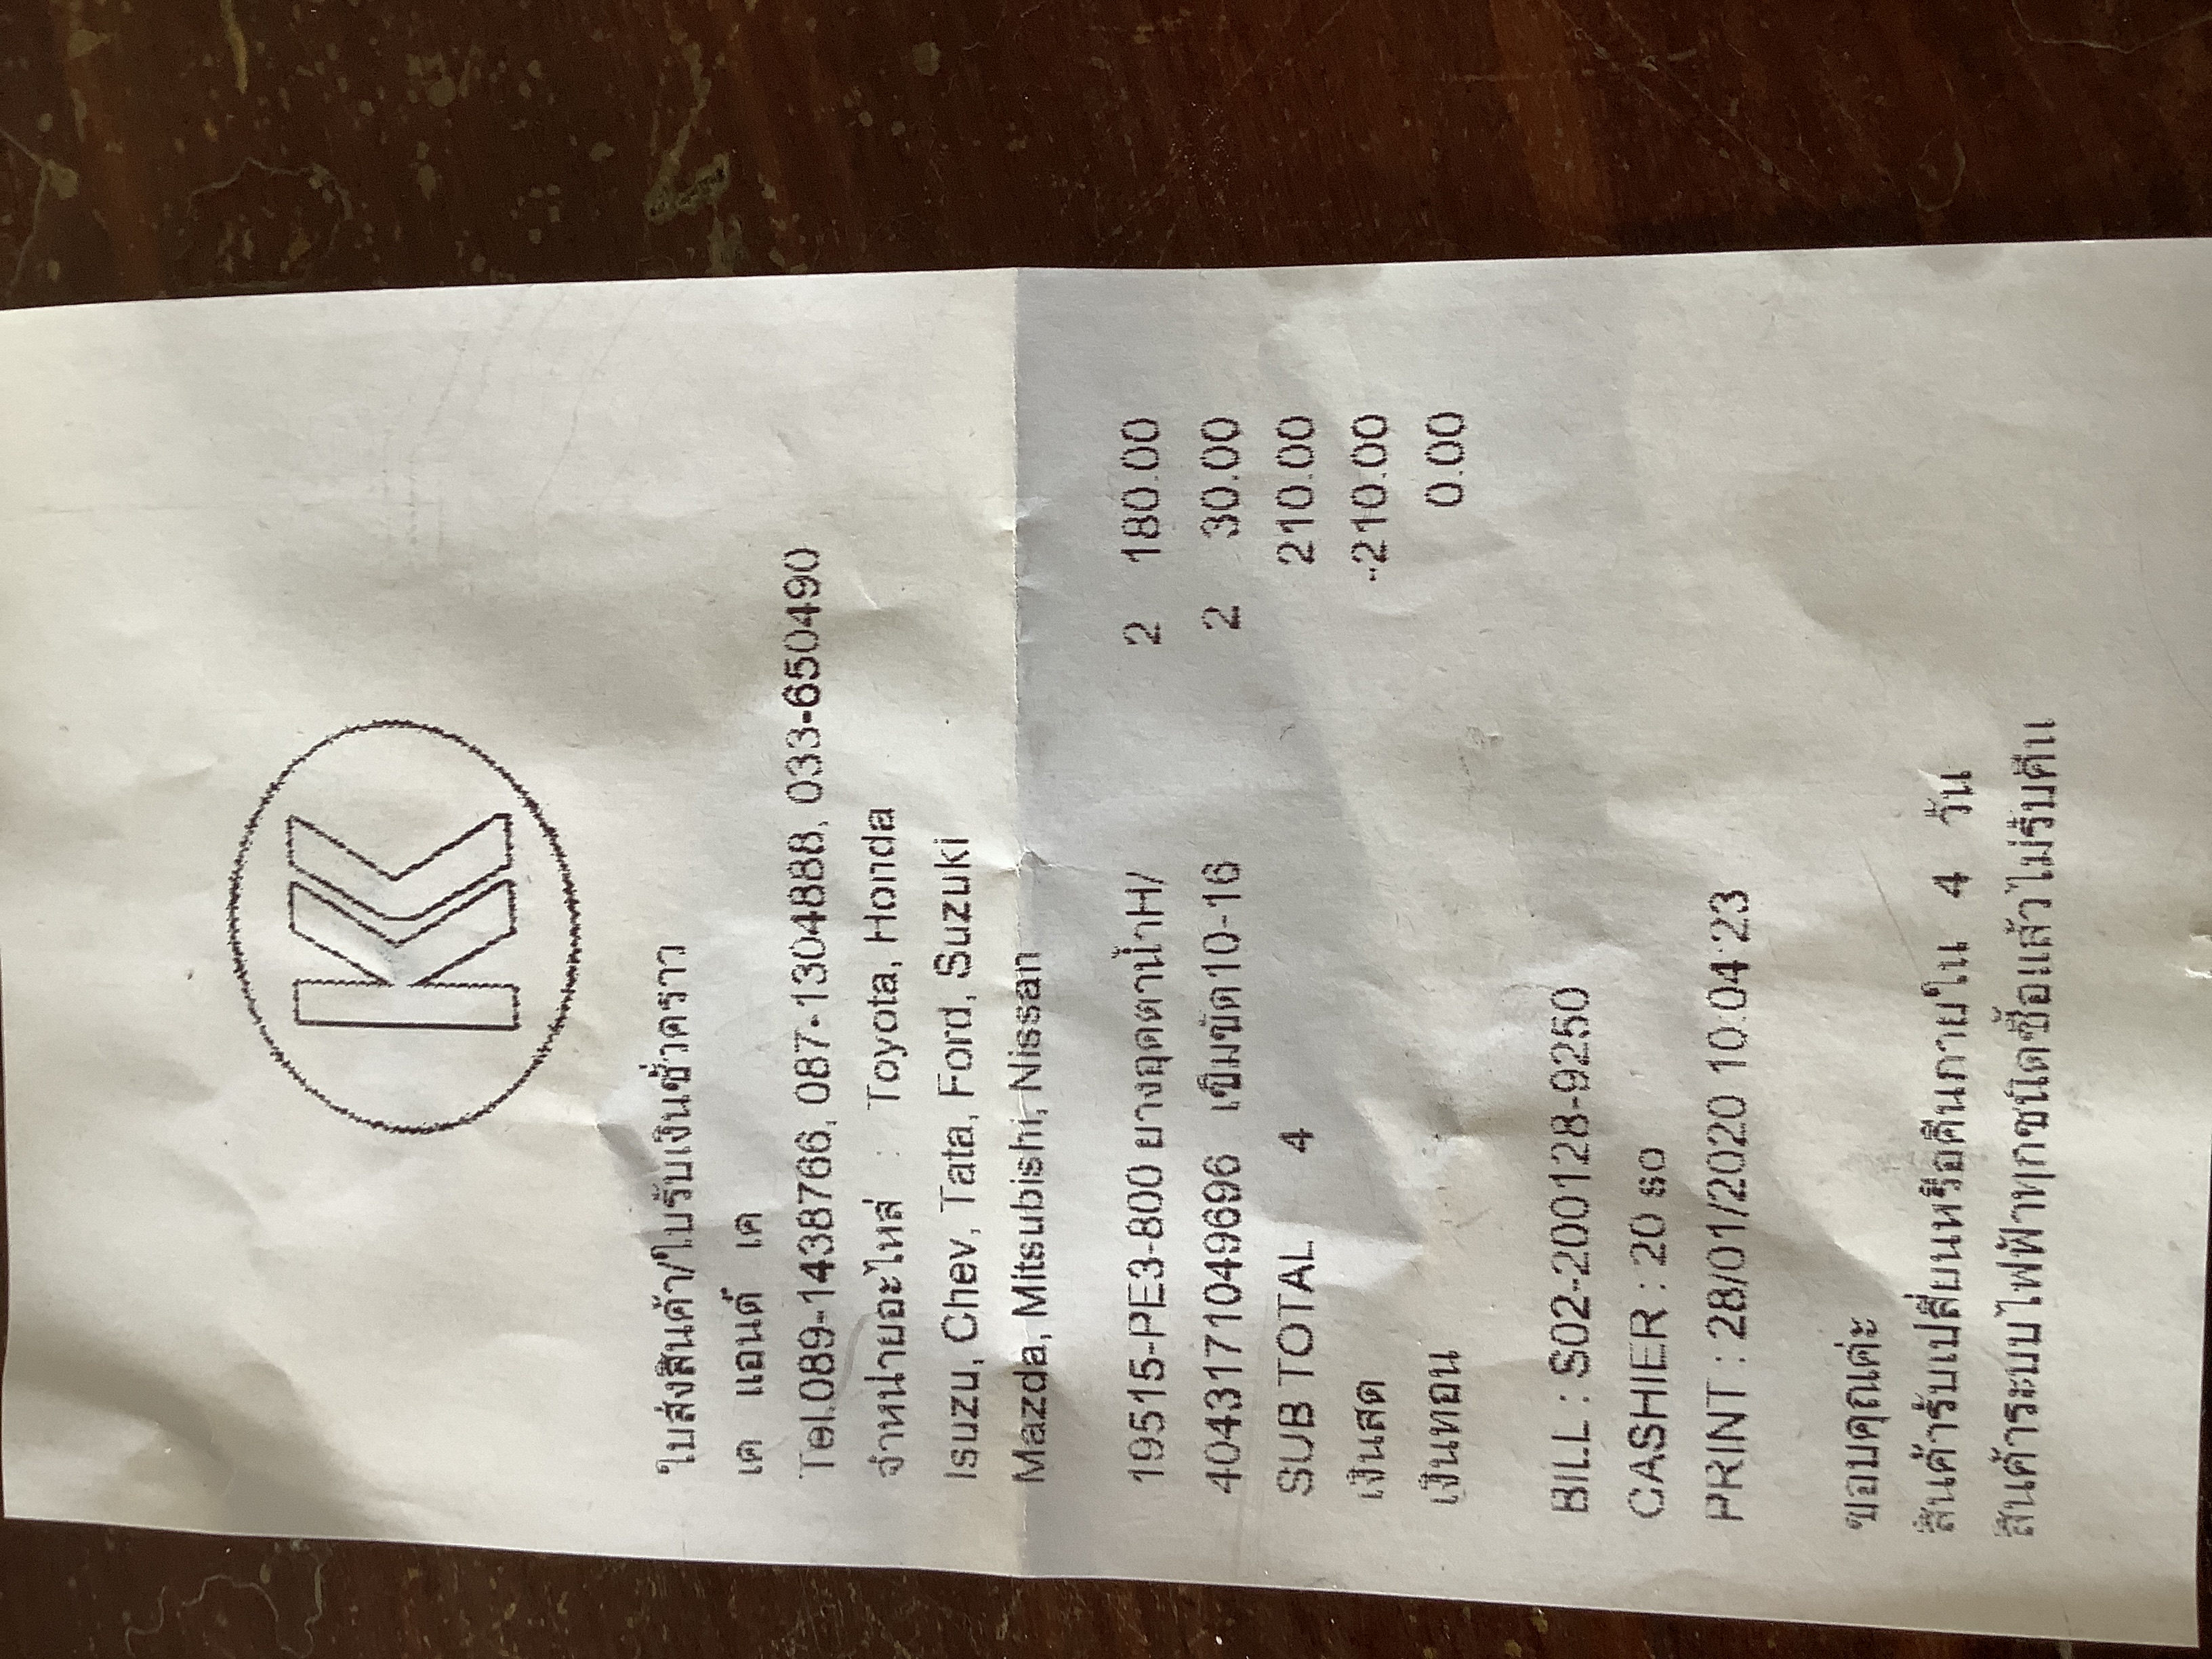 KK
ใบส่งสินค้า/ใบรับเงินชั่วคราว
เค แอนด์ เค
Tel.089-1438766, 087-1304888, 033-650490
จำหน่ายอะไหล่ : Toyota, Honda
Isuzu, Chev, Tata, Ford, Suzuki
Mazda, Mitsubishi, Nissan
19515-PE3-800 ยางอุดตาน้ำH/ 2 180.00
4043171049696 เข็มขัด10-16 2 30.00
SUB TOTAL 4 210.00
เงินสด -210.00
เงินทอน 0.00
BILL : S02-200128-9250
CASHIER : 20 รอ
PRINT : 28/01/2020 10:04:23
ขอบคุณค่ะ
สินค้ารับเปลี่ยนหรือคืนภายใน 4 วัน
สินค้าระบบไฟฟ้าทุกชนิดซื้อแล้วไม่รับคืน